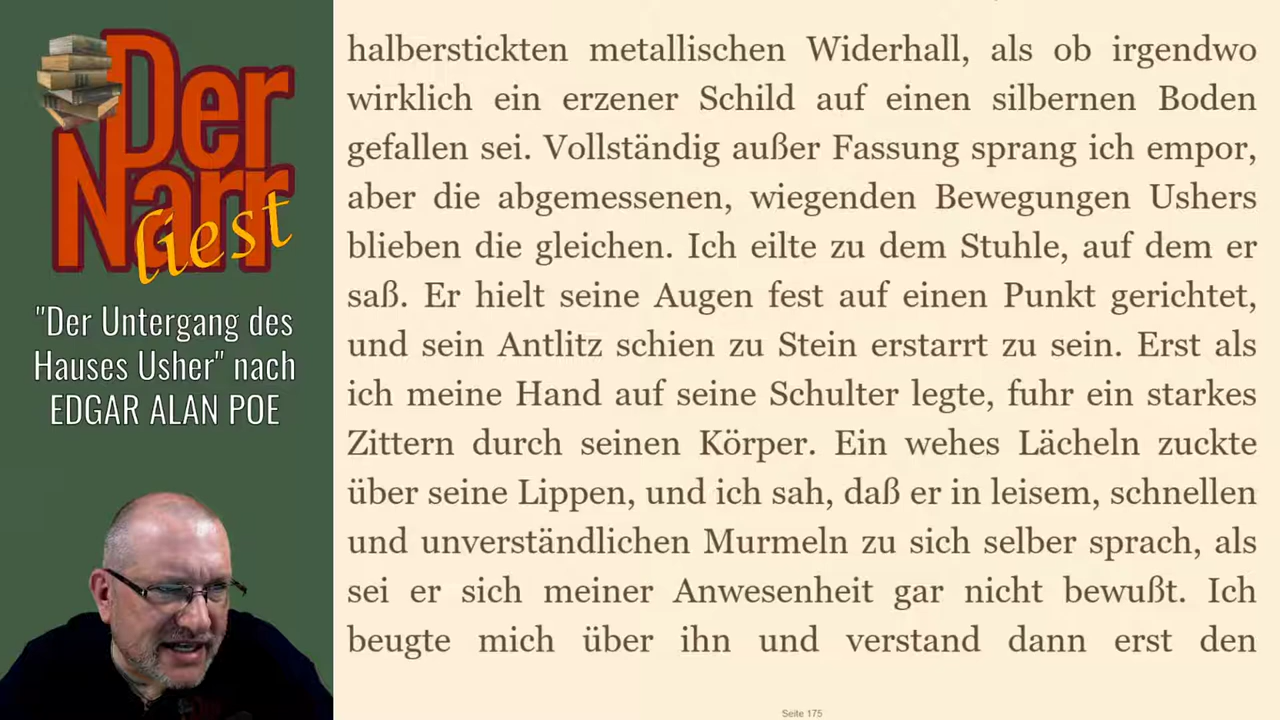 Der
Narr
liest
"Der Untergang des
Hauses Usher" nach
EDGAR ALAN POE
halberstickten metallischen Widerhall, als ob irgendwo
wirklich ein erzener Schild auf einen silbernen Boden
gefallen sei. Vollständig außer Fassung sprang ich empor,
aber die abgemessenen, wiegenden Bewegungen Ushers
blieben die gleichen. Ich eilte zu dem Stuhle, auf dem er
saß. Er hielt seine Augen fest auf einen Punkt gerichtet,
und sein Antlitz schien zu Stein erstarrt zu sein. Erst als
ich meine Hand auf seine Schulter legte, fuhr ein starkes
Zittern durch seinen Körper. Ein wehes Lächeln zuckte
über seine Lippen, und ich sah, daß er in leisem, schnellen
und unverständlichen Murmeln zu sich selber sprach, als
sei er sich meiner Anwesenheit gar nicht bewußt. Ich
beugte mich über ihn und verstand dann erst den
Seite 175